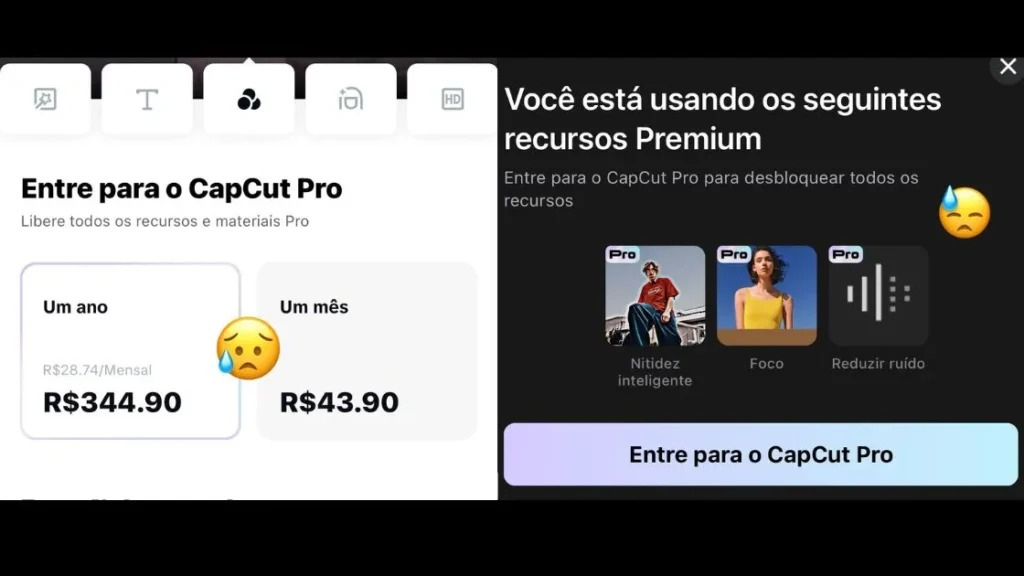 HD
Entre para o CapCut Pro
Libere todos os recursos e materiais Pro
Um ano
R$28.74/Mensal
R$344.90
Um mês
R$43.90
Você está usando os seguintes
recursos Premium
Entre para o CapCut Pro para desbloquear todos os
recursos
Pro
Pro
Pro
Nitidez
inteligente
Foco
Reduzir ruído
Entre para o CapCut Pro